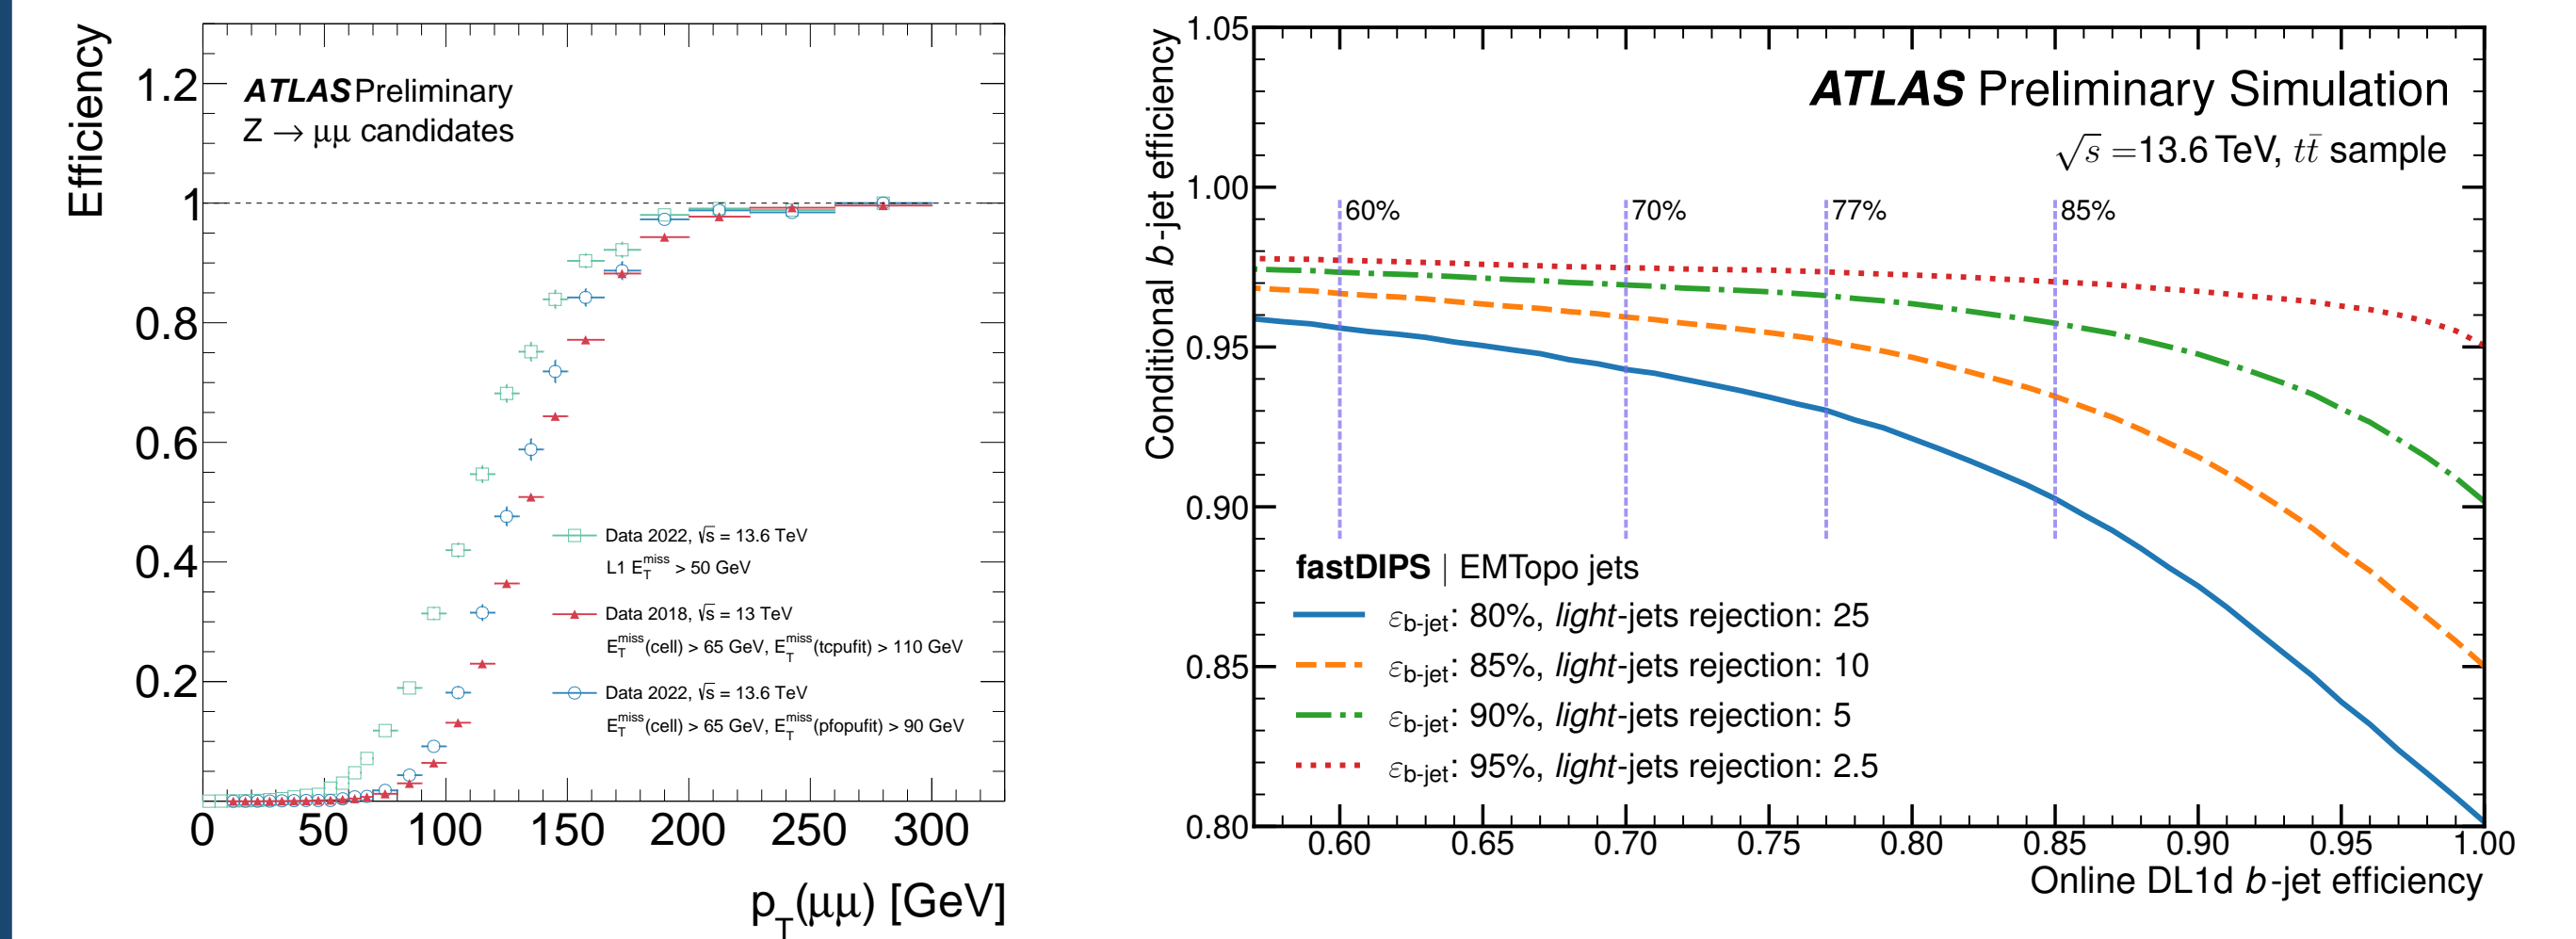 Efficiency
1.2
1
0.8
0.6
0.4
0.2
ATLAS Preliminary
Z → μμ candidates
Data 2022, √s = 13.6 TeV
L1 E_T^miss > 50 GeV
Data 2018, √s = 13 TeV
E_T^miss(cell) > 65 GeV, E_T^miss(tcpufit) > 110 GeV
Data 2022, √s = 13.6 TeV
E_T^miss(cell) > 65 GeV, E_T^miss(pfopufit) > 90 GeV
0 50 100 150 200 250 300
p_T(μμ) [GeV]
Conditional b-jet efficiency
1.05
1.00
0.95
0.90
0.85
0.80
ATLAS Preliminary Simulation
√s =13.6 TeV, tt̄ sample
60% 70% 77% 85%
fastDIPS | EMTopo jets
ε_b-jet: 80%, light-jets rejection: 25
ε_b-jet: 85%, light-jets rejection: 10
ε_b-jet: 90%, light-jets rejection: 5
ε_b-jet: 95%, light-jets rejection: 2.5
0.60 0.65 0.70 0.75 0.80 0.85 0.90 0.95 1.00
Online DL1d b-jet efficiency